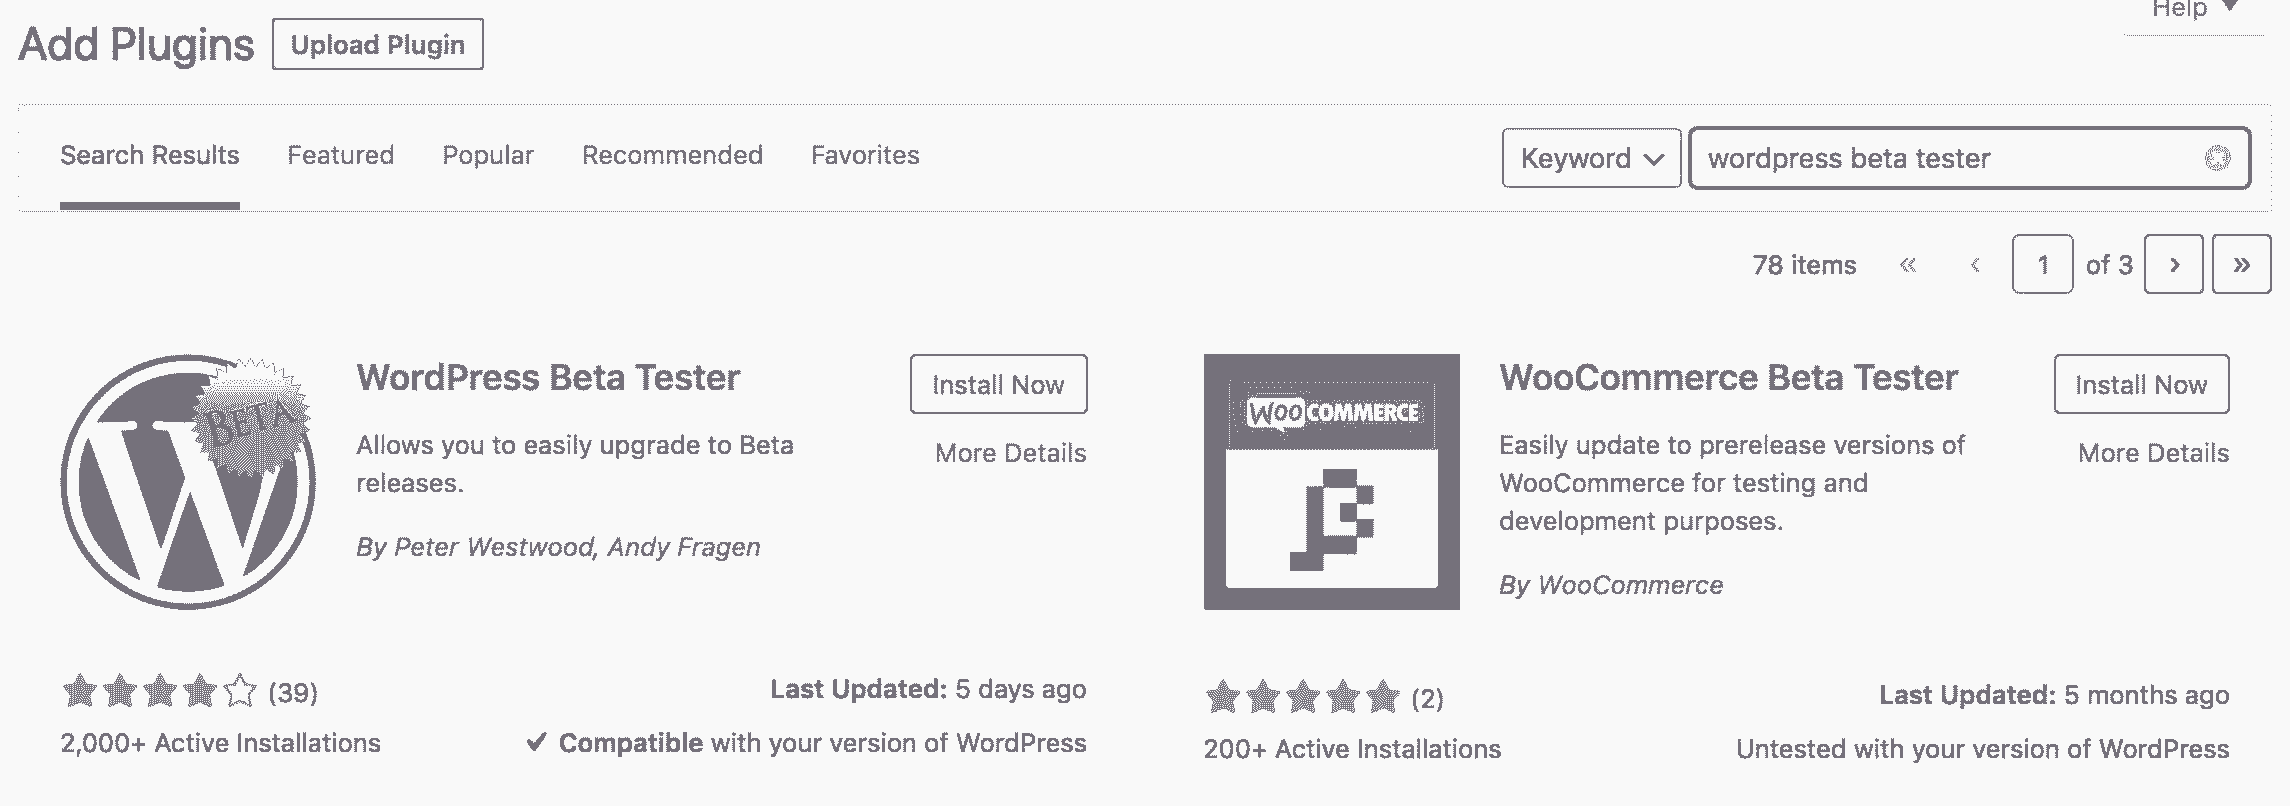 Help
Add Plugins Upload Plugin
Search Results Featured Popular Recommended Favorites Keyword wordpress beta tester
78 items « ‹ 1 of 3 › »
BETA
WordPress Beta Tester
Install Now
Allows you to easily upgrade to Beta
releases.
More Details
By Peter Westwood, Andy Fragen
(39)
Last Updated: 5 days ago
2,000+ Active Installations
✔ Compatible with your version of WordPress
WOO COMMERCE
WooCommerce Beta Tester
Install Now
Easily update to prerelease versions of
WooCommerce for testing and
development purposes.
More Details
By WooCommerce
(2)
Last Updated: 5 months ago
200+ Active Installations
Untested with your version of WordPress